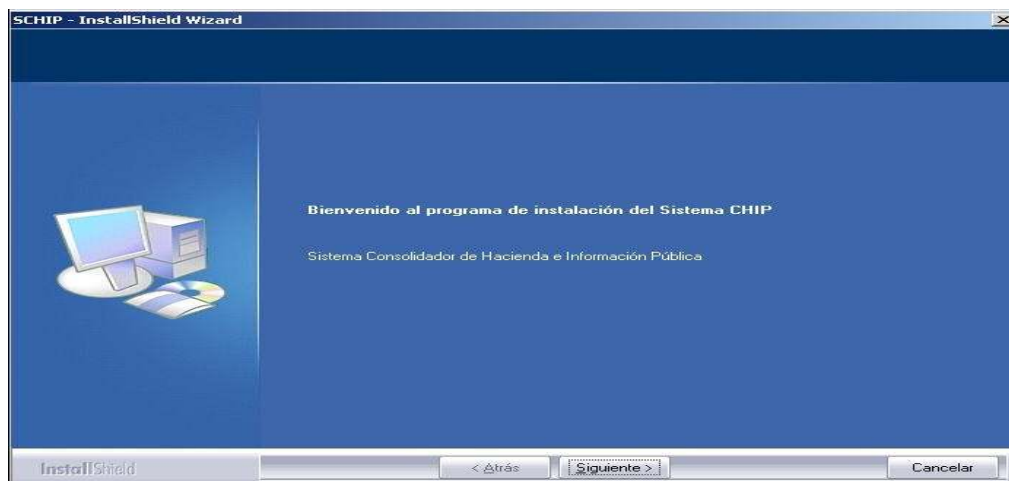 SCHIP - InstallShield Wizard
Bienvenido al programa de instalación del Sistema CHIP
Sistema Consolidador de Hacienda e Información Pública
InstallShield
< Atrás
Siguiente >
Cancelar